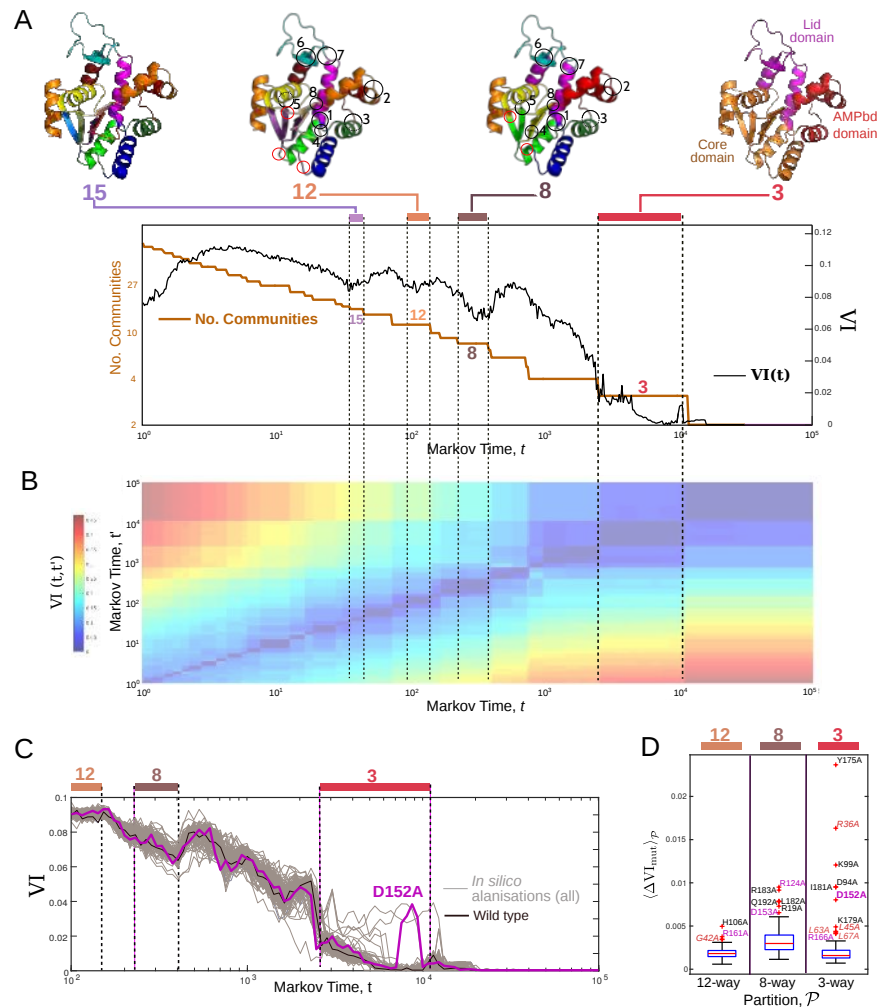 A
Lid
domain
6
7
8
2
5
1
3
4
6
7
8
2
5
1
3
4
AMPbd
domain
Core
domain
15
12
8
3
No. Communities
27
10
4
2
No. Communities
15
12
8
3
VI(t)
0.12
0.1
0.08
0.06
0.04
0.02
0
VI
10⁰
10¹
10²
10³
10⁴
10⁵
Markov Time, t
B
VI (t,t')
Markov Time, t'
10⁵
10⁴
10³
10²
10¹
10⁰
10⁰
10¹
10²
10³
10⁴
10⁵
Markov Time, t
C
12
8
3
VI
0.1
0.08
0.06
0.04
0.02
0
D152A
In silico
alanisations (all)
Wild type
10²
10³
10⁴
10⁵
Markov Time, t
D
12
8
3
⟨ΔVI_mut⟩_𝒫
0.02
0.015
0.01
0.005
0
H106A
R161A
G42A
R124A
R183A
Q192A
L182A
R19A
D153A
Y175A
R36A
K99A
D94A
I181A
D152A
K179A
L45A
L63A
R166A
L67A
12-way
8-way
3-way
Partition, 𝒫